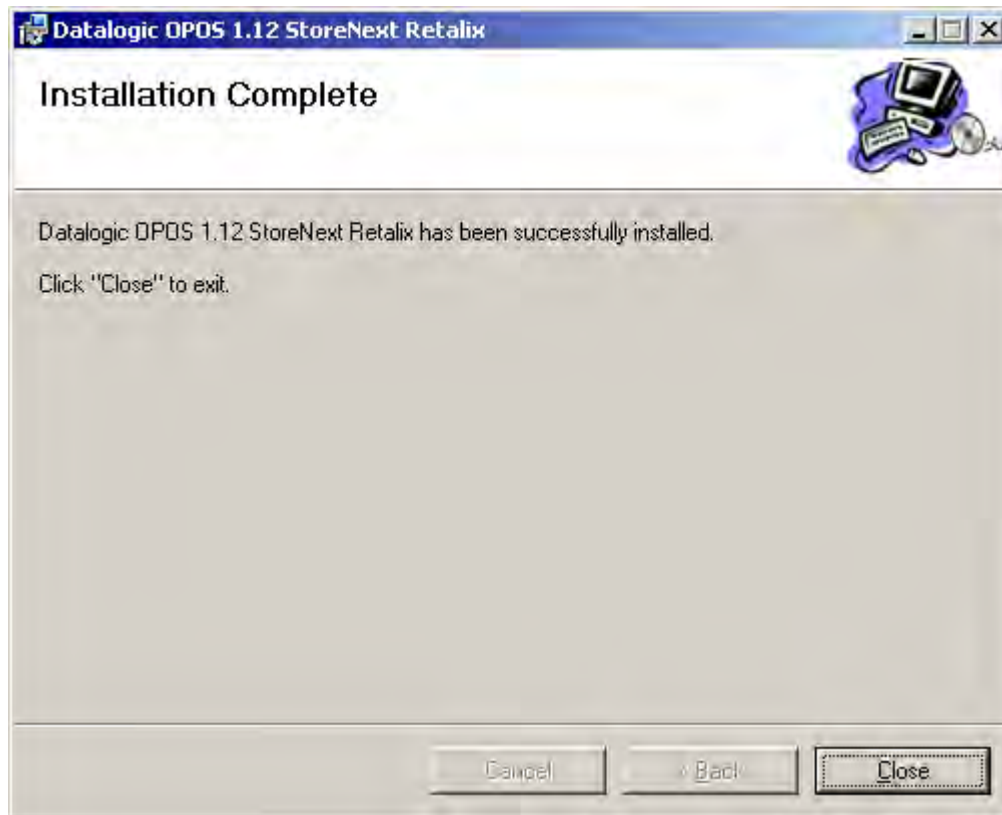 Datalogic OPOS 1.12 StoreNext Retalix
Installation Complete
Datalogic OPOS 1.12 StoreNext Retalix has been successfully installed.
Click "Close" to exit.
Cancel
< Back
Close